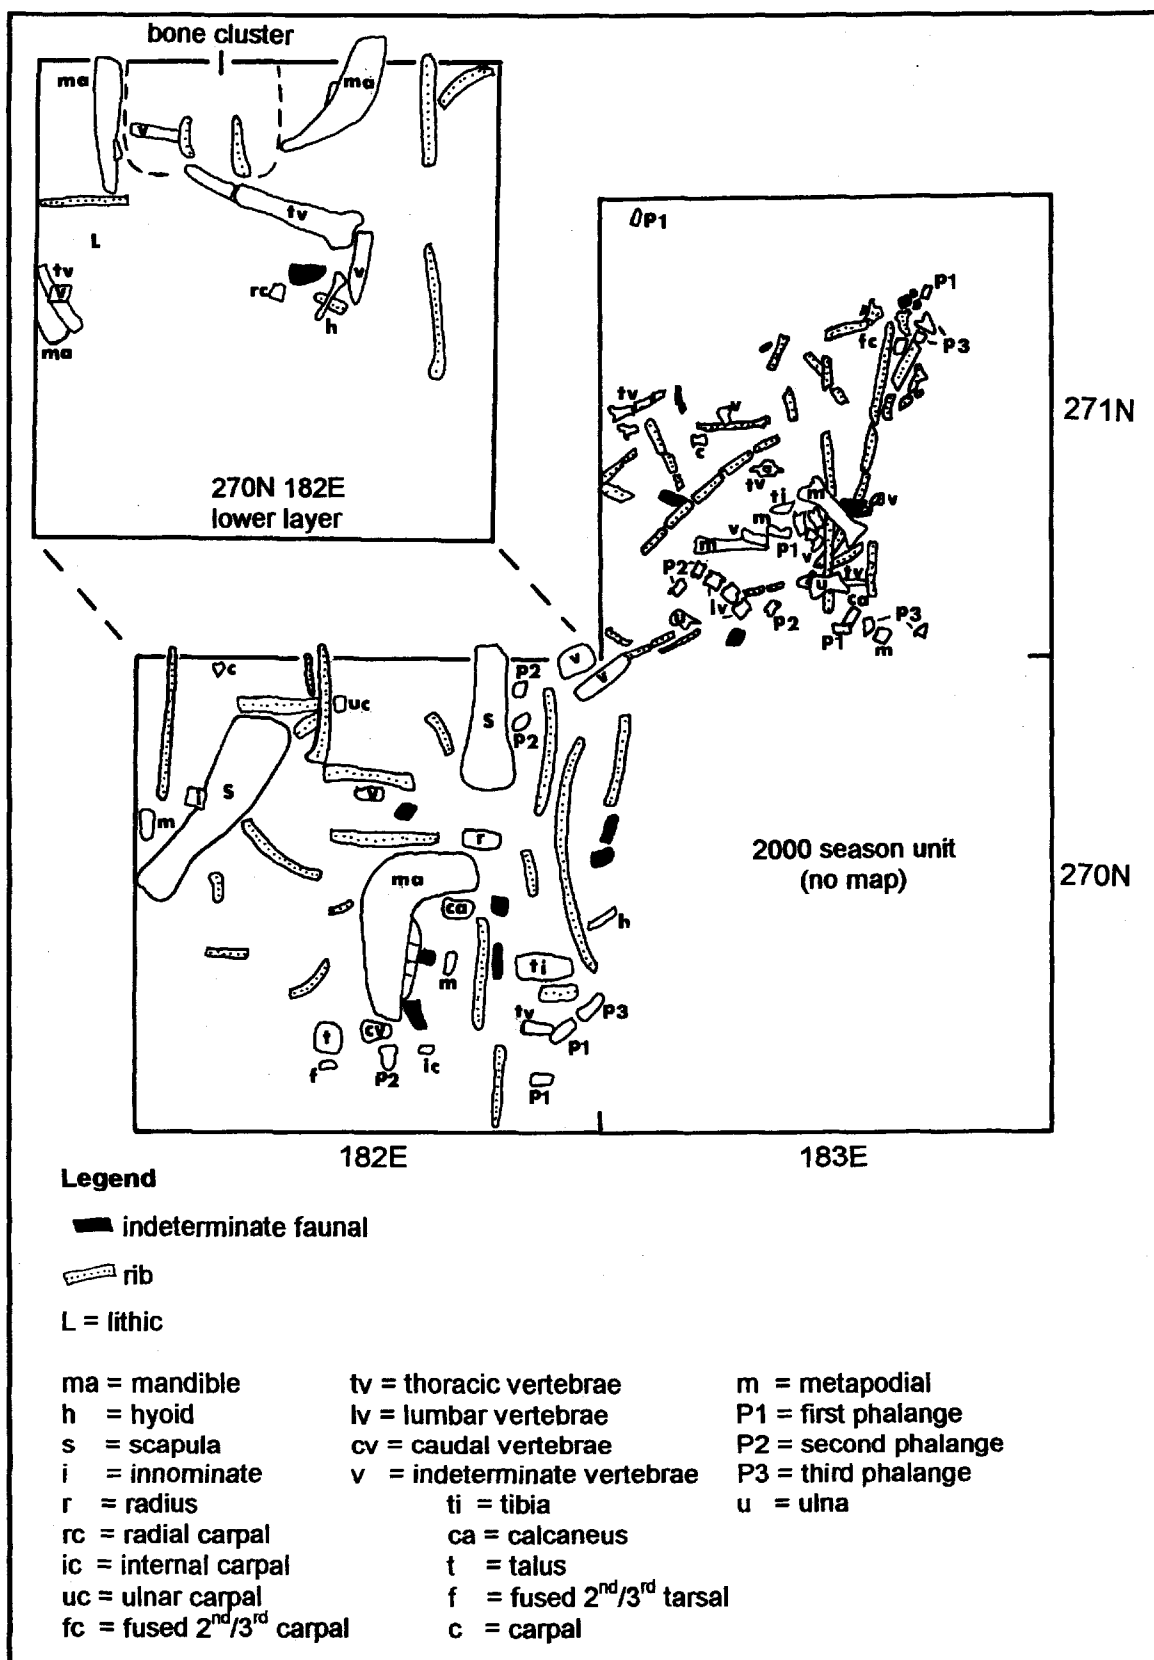 bone cluster
ma
ma
v
tv
L
tv
v
ma
rc
h
v
270N 182E
lower layer
P1
P1
fc
P3
tv
v
c
tv
ti
m
v
m
v
m
P1
v
P2
lv
P2
u
tv
ca
P3
P1
m
u
271N
v
v
c
uc
P2
P2
s
s
i
m
v
r
ma
ca
h
m
ti
tv
P3
P1
t
cv
f
P2
ic
P1
2000 season unit
(no map)
270N
182E
183E
Legend
indeterminate faunal
rib
L = lithic
ma = mandible
h = hyoid
s = scapula
i = innominate
r = radius
rc = radial carpal
ic = internal carpal
uc = ulnar carpal
fc = fused 2nd/3rd carpal
tv = thoracic vertebrae
lv = lumbar vertebrae
cv = caudal vertebrae
v = indeterminate vertebrae
ti = tibia
ca = calcaneus
t = talus
f = fused 2nd/3rd tarsal
c = carpal
m = metapodial
P1 = first phalange
P2 = second phalange
P3 = third phalange
u = ulna